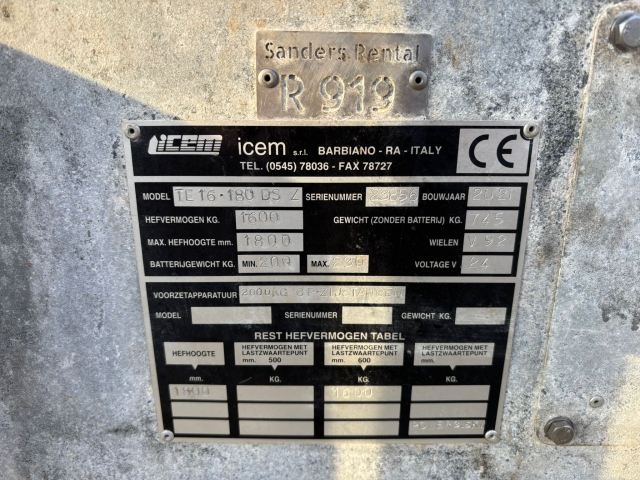 Sanders Rental
R 919
icem
icem s.r.l. BARBIANO - RA - ITALY
TEL. (0545) 78036 - FAX 78727
CE
MODEL TE 16-180 DS Z SERIENUMMER BOUWJAAR
HEFVERMOGEN KG. 1600 GEWICHT (ZONDER BATTERIJ) KG. 745
MAX. HEFHOOGTE mm. 1800 WIELEN
BATTERIJGEWICHT KG. MIN. 200 MAX. VOLTAGE V 24
VOORZETAPPARATUUR
MODEL SERIENUMMER GEWICHT KG.
REST HEFVERMOGEN TABEL
HEFHOOGTE HEFVERMOGEN MET LASTZWAARTEPUNT mm. 500 HEFVERMOGEN MET LASTZWAARTEPUNT mm. 600 HEFVERMOGEN MET LASTZWAARTEPUNT mm.
mm. KG. KG. KG.
1800 1600